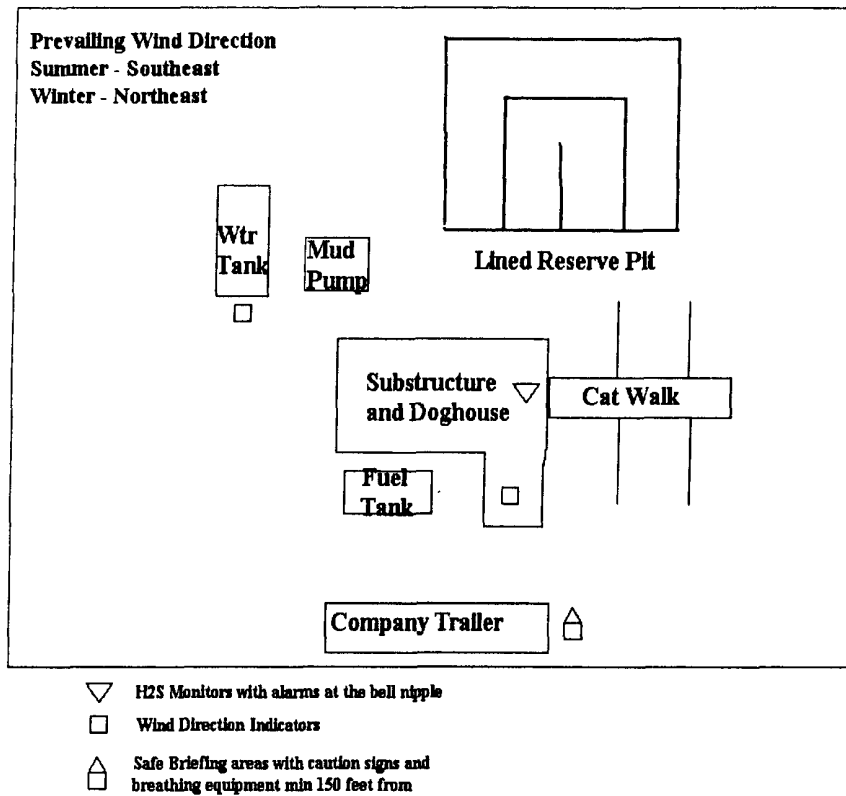 Prevailing Wind Direction
Summer - Southeast
Winter - Northeast
Wtr
Tank
Mud
Pump
Lined Reserve Pit
Substructure
and Doghouse
Cat Walk
Fuel
Tank
Company Trailer
H2S Monitors with alarms at the bell nipple
Wind Direction Indicators
Safe Briefing areas with caution signs and
breathing equipment min 150 feet from